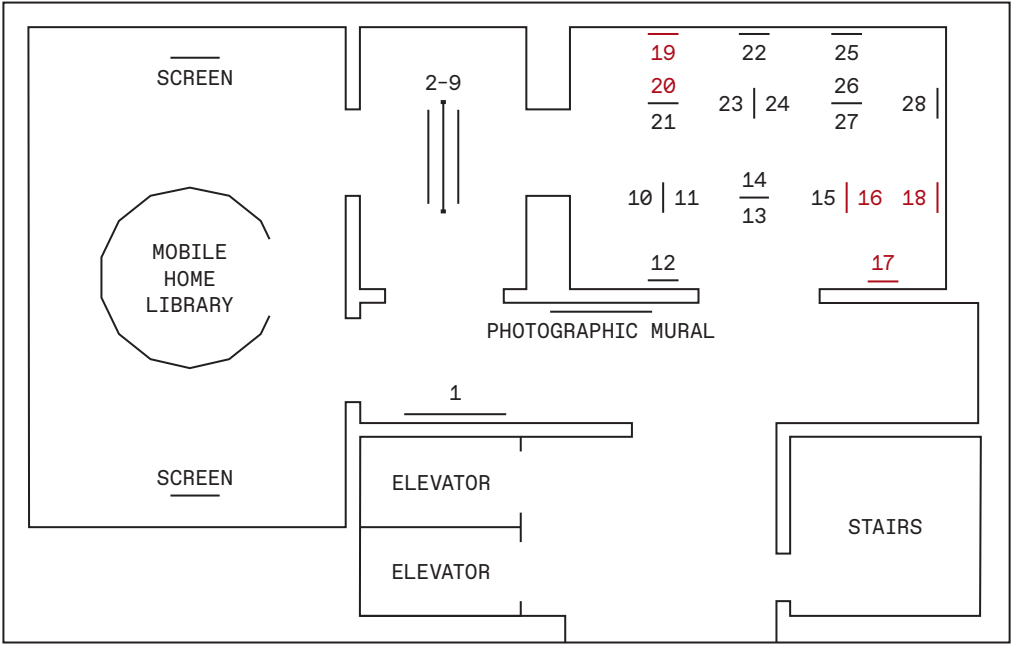 SCREEN
2–9
19
22
25
20
21
23
24
26
27
28
10
11
14
13
15
16
18
12
17
MOBILE
HOME
LIBRARY
PHOTOGRAPHIC MURAL
1
SCREEN
ELEVATOR
ELEVATOR
STAIRS